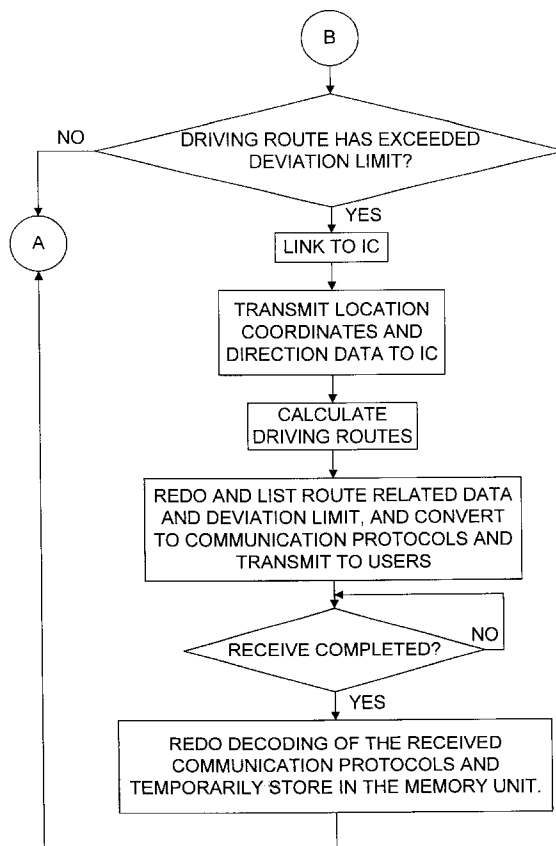 B
NO
DRIVING ROUTE HAS EXCEEDED
DEVIATION LIMIT?
YES
A
LINK TO IC
TRANSMIT LOCATION
COORDINATES AND
DIRECTION DATA TO IC
CALCULATE
DRIVING ROUTES
REDO AND LIST ROUTE RELATED DATA
AND DEVIATION LIMIT, AND CONVERT
TO COMMUNICATION PROTOCOLS AND
TRANSMIT TO USERS
RECEIVE COMPLETED?
NO
YES
REDO DECODING OF THE RECEIVED
COMMUNICATION PROTOCOLS AND
TEMPORARILY STORE IN THE MEMORY UNIT.